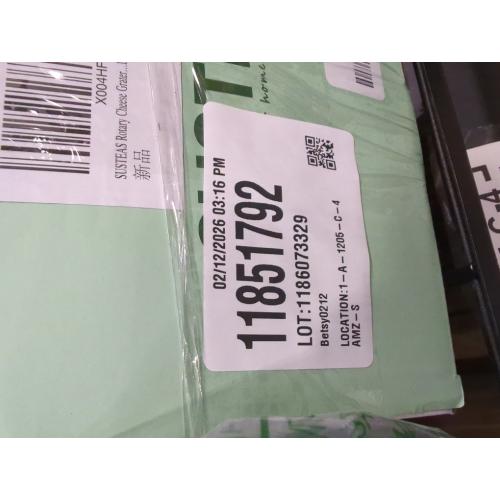 X004HF
SUSTEAS Rotary Cheese Grater...
新品
home
02/12/2026 03:16 PM
11851792
LOT:1186073329
Betsy0212
LOCATION:1-A-1205-C-4
AMZ-S